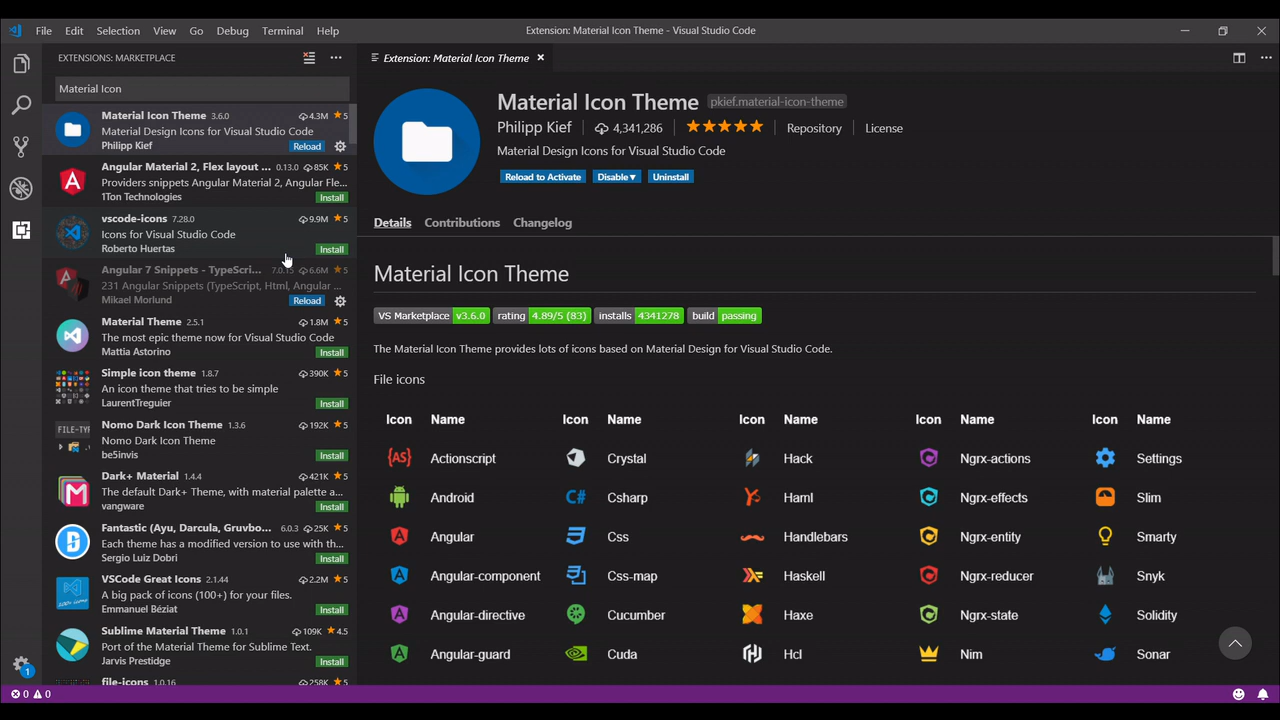 File Edit Selection View Go Debug Terminal Help
Extension: Material Icon Theme - Visual Studio Code
EXTENSIONS: MARKETPLACE
Material Icon
Material Icon Theme 3.6.0 4.3M 5
Material Design Icons for Visual Studio Code
Philipp Kief Reload
Angular Material 2, Flex layout ... 0.13.0 85K 5
Providers snippets Angular Material 2, Angular Fle...
1Ton Technologies Install
vscode-icons 7.28.0 9.9M 5
Icons for Visual Studio Code
Roberto Huertas Install
Angular 7 Snippets - TypeScri... 7.0.15 6.6M 5
231 Angular Snippets (TypeScript, Html, Angular ...
Mikael Morlund Reload
Material Theme 2.5.1 1.8M 5
The most epic theme now for Visual Studio Code
Mattia Astorino Install
Simple icon theme 1.8.7 390K 5
An icon theme that tries to be simple
LaurentTreguier Install
FILE-TYP
Nomo Dark Icon Theme 1.3.6 192K 5
Nomo Dark Icon Theme
be5invis Install
Dark+ Material 1.4.4 421K 5
The default Dark+ Theme, with material palette a...
vangware Install
Fantastic (Ayu, Darcula, Gruvbo... 6.0.3 25K 5
Each theme has a modified version to use with th...
Sergio Luiz Dobri Install
VSCode Great Icons 2.1.44 2.2M 5
A big pack of icons (100+) for your files.
Emmanuel Béziat Install
Sublime Material Theme 1.0.1 109K 4.5
Port of the Material Theme for Sublime Text.
Jarvis Prestidge Install
file-icons 1.0.16 258K 5
1
Extension: Material Icon Theme
Material Icon Theme pkief.material-icon-theme
Philipp Kief 4,341,286 Repository License
Material Design Icons for Visual Studio Code
Reload to Activate Disable Uninstall
Details Contributions Changelog
Material Icon Theme
VS Marketplace v3.6.0 rating 4.89/5 (83) installs 4341278 build passing
The Material Icon Theme provides lots of icons based on Material Design for Visual Studio Code.
File icons
Icon Name Icon Name Icon Name Icon Name Icon Name
{AS} Actionscript Crystal Hack Ngrx-actions Settings
Android C# Csharp Haml Ngrx-effects Slim
Angular Css Handlebars Ngrx-entity Smarty
Angular-component Css-map Haskell Ngrx-reducer Snyk
Angular-directive Cucumber Haxe Ngrx-state Solidity
Angular-guard Cuda Hcl Nim Sonar
0 0